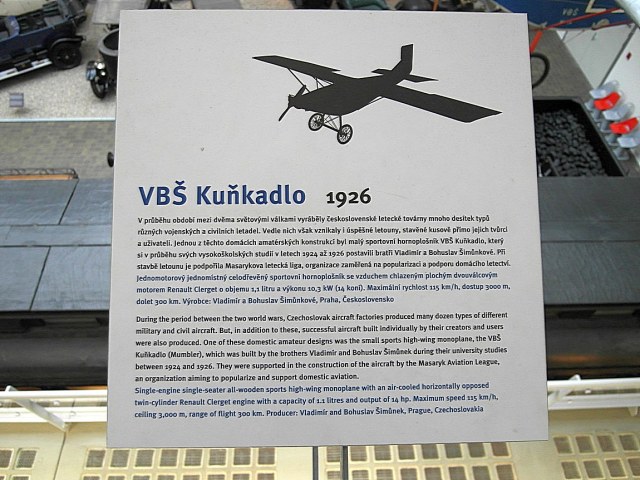 VBŠ Kuňkadlo 1926
V průběhu období mezi dvěma světovými válkami vyráběly československé letecké továrny mnoho desítek typů
různých vojenských a civilních letadel. Vedle nich však vznikaly i úspěšné letouny, stavěné kusově přímo jejich tvůrci
a uživateli. Jednou z těchto domácích amatérských konstrukcí byl malý sportovní hornoplošník VBŠ Kuňkadlo, který
si v průběhu svých vysokoškolských studií v letech 1924 až 1926 postavili bratři Vladimír a Bohuslav Šimůnkové. Při
stavbě letounu je podpořila Masarykova letecká liga, organizace zaměřená na popularizaci a podporu domácího letectví.
Jednomotorový jednomístný celodřevěný sportovní hornoplošník se vzduchem chlazeným plochým dvouválcovým
motorem Renault Clerget o objemu 1,1 litru a výkonu 10,3 kW (14 koní). Maximální rychlost 115 km/h, dostup 3000 m,
dolet 300 km. Výrobce: Vladimír a Bohuslav Šimůnkové, Praha, Československo
During the period between the two world wars, Czechoslovak aircraft factories produced many dozen types of different
military and civil aircraft. But, in addition to these, successful aircraft built individually by their creators and users
were also produced. One of these domestic amateur designs was the small sports high-wing monoplane, the VBŠ
Kuňkadlo (Mumbler), which was built by the brothers Vladimír and Bohuslav Šimůnek during their university studies
between 1924 and 1926. They were supported in the construction of the aircraft by the Masaryk Aviation League,
an organization aiming to popularize and support domestic aviation.
Single-engine single-seater all-wooden sports high-wing monoplane with an air-cooled horizontally opposed
twin-cylinder Renault Clerget engine with a capacity of 1.1 litres and output of 14 hp. Maximum speed 115 km/h,
ceiling 3,000 m, range of flight 300 km. Producer: Vladimír and Bohuslav Šimůnek, Prague, Czechoslovakia